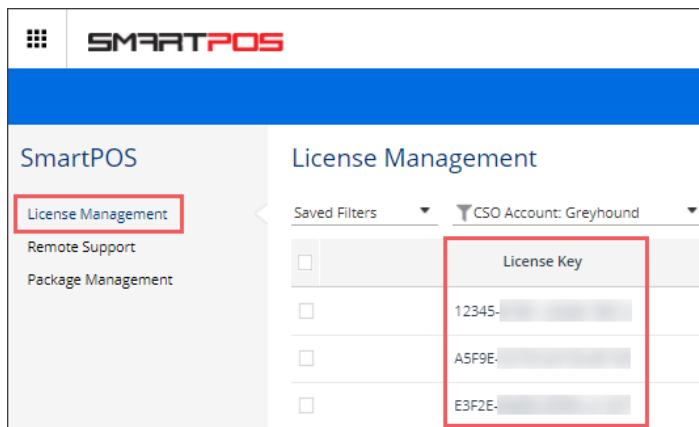 SMARTPOS
SmartPOS
License Management
Remote Support
Package Management
License Management
Saved Filters
CSO Account: Greyhound
License Key
12345-
A5F9E-
E3F2E-